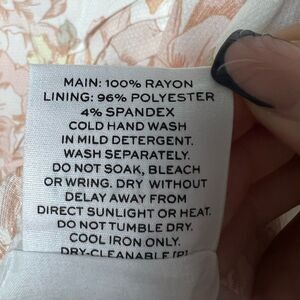 MAIN: 100% RAYON
LINING: 96% POLYESTER
4% SPANDEX
COLD HAND WASH
IN MILD DETERGENT.
WASH SEPARATELY.
DO NOT SOAK, BLEACH
OR WRING. DRY WITHOUT
DELAY AWAY FROM
DIRECT SUNLIGHT OR HEAT.
DO NOT TUMBLE DRY.
COOL IRON ONLY.
DRY-CLEANABLE [P]